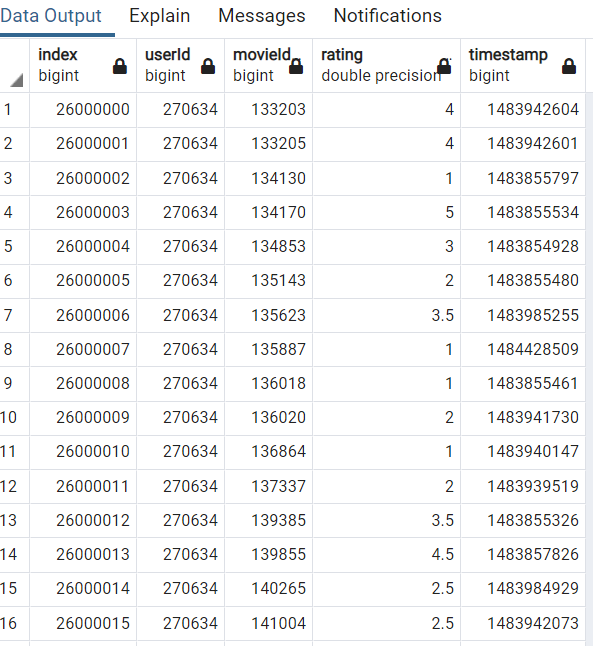 Data Output Explain Messages Notifications
index userId movieId rating timestamp
bigint bigint bigint double precision bigint
1 26000000 270634 133203 4 1483942604
2 26000001 270634 133205 4 1483942601
3 26000002 270634 134130 1 1483855797
4 26000003 270634 134170 5 1483855534
5 26000004 270634 134853 3 1483854928
6 26000005 270634 135143 2 1483855480
7 26000006 270634 135623 3.5 1483985255
8 26000007 270634 135887 1 1484428509
9 26000008 270634 136018 1 1483855461
10 26000009 270634 136020 2 1483941730
11 26000010 270634 136864 1 1483940147
12 26000011 270634 137337 2 1483939519
13 26000012 270634 139385 3.5 1483855326
14 26000013 270634 139855 4.5 1483857826
15 26000014 270634 140265 2.5 1483984929
16 26000015 270634 141004 2.5 1483942073